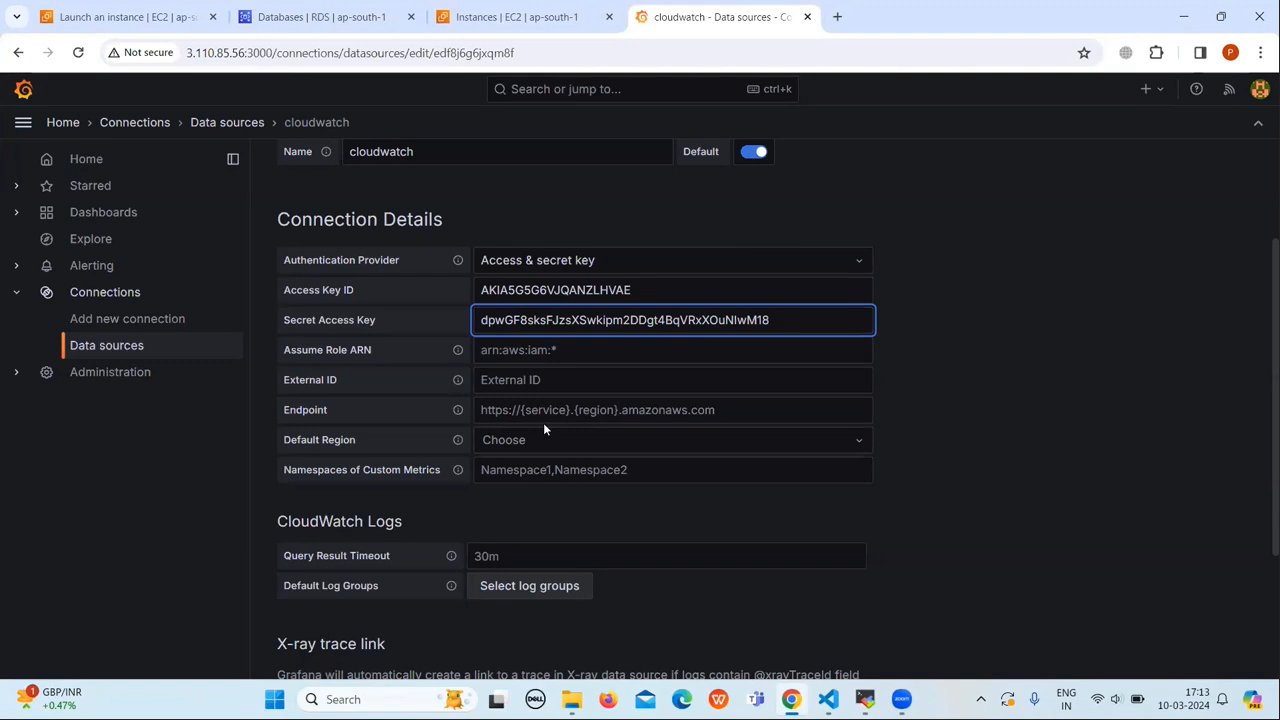 Launch an instance | EC2 | ap-sou
Databases | RDS | ap-south-1
Instances | EC2 | ap-south-1
cloudwatch - Data sources - Co
Not secure
3.110.85.56:3000/connections/datasources/edit/edf8j6g6jxqm8f
P
Search or jump to...
ctrl+k
Home
Connections
Data sources
cloudwatch
Home
Starred
Dashboards
Explore
Alerting
Connections
Add new connection
Data sources
Administration
Name
cloudwatch
Default
Connection Details
Authentication Provider
Access & secret key
Access Key ID
AKIA5G5G6VJQANZLHVAE
Secret Access Key
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
Assume Role ARN
arn:aws:iam:*
External ID
External ID
Endpoint
https://{service}.{region}.amazonaws.com
Default Region
Choose
Namespaces of Custom Metrics
Namespace1,Namespace2
CloudWatch Logs
Query Result Timeout
30m
Default Log Groups
Select log groups
X-ray trace link
Grafana will automatically create a link to a trace in X-ray data source if logs contain @xrayTraceId field
1
GBP/INR
+0.47%
Search
ENG
IN
17:13
10-03-2024